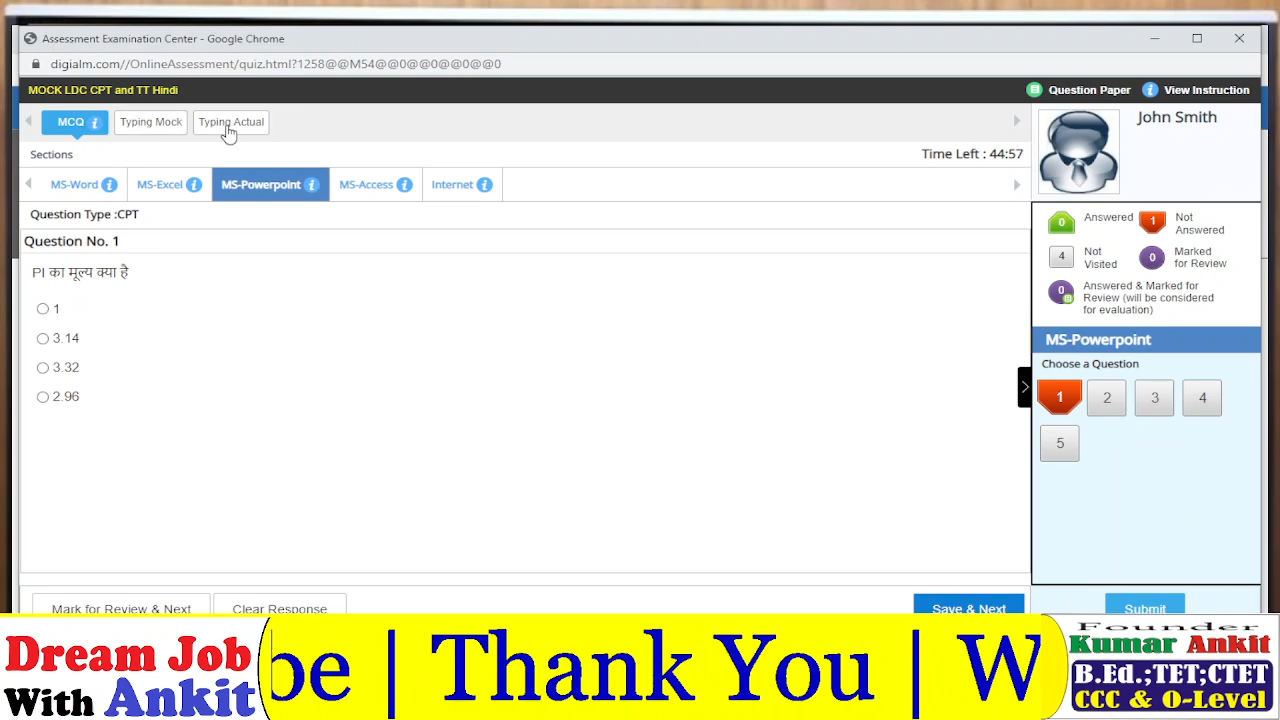 Assessment Examination Center - Google Chrome
digialm.com//OnlineAssessment/quiz.html?1258@@M54@@0@@0@@0@@0
MOCK LDC CPT and TT Hindi
Question Paper
View Instruction
MCQ
Typing Mock
Typing Actual
John Smith
Sections
Time Left : 44:57
MS-Word
MS-Excel
MS-Powerpoint
MS-Access
Internet
Question Type :CPT
Question No. 1
PI का मूल्य क्या है
1
3.14
3.32
2.96
0 Answered
1 Not Answered
4 Not Visited
0 Marked for Review
0 Answered & Marked for
Review (will be considered
for evaluation)
MS-Powerpoint
Choose a Question
1 2 3 4
5
Mark for Review & Next
Clear Response
Save & Next
Submit
Dream Job
With Ankit
be | Thank You | W
Founder
Kumar Ankit
B.Ed.;TET;CTET
CCC & O-Level